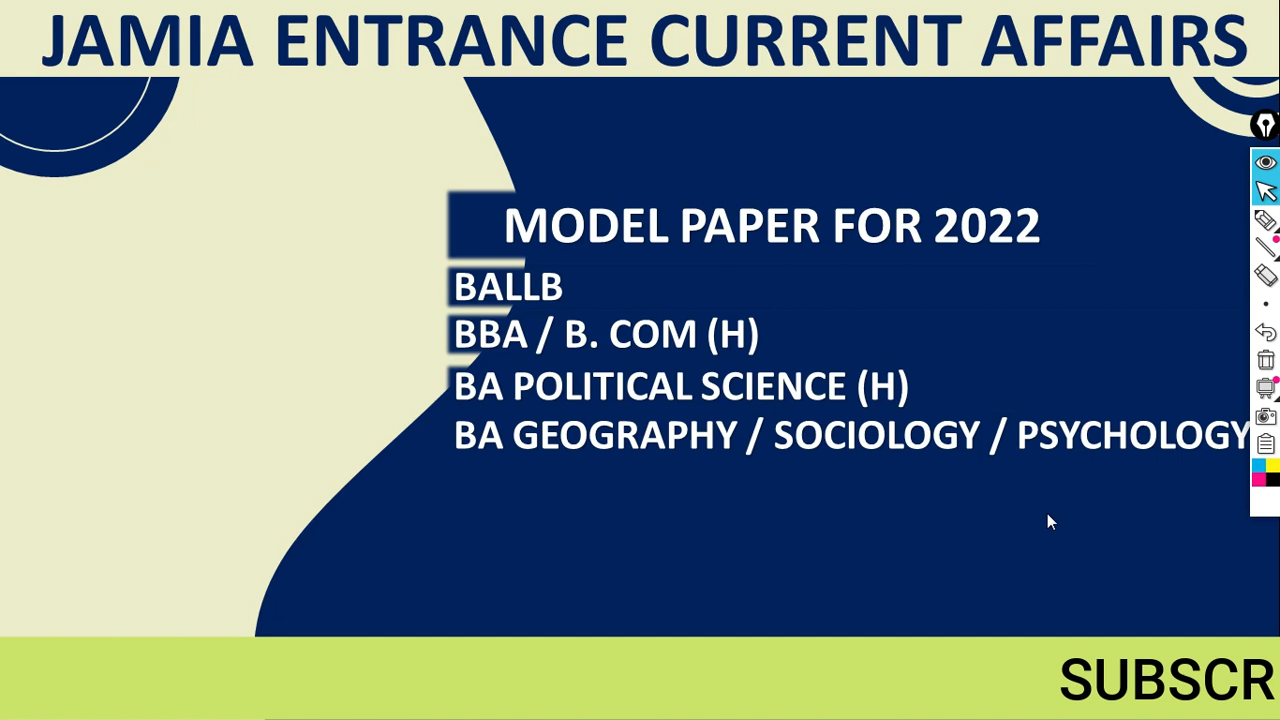 JAMIA ENTRANCE CURRENT AFFAIRS
MODEL PAPER FOR 2022
BALLB
BBA / B. COM (H)
BA POLITICAL SCIENCE (H)
BA GEOGRAPHY / SOCIOLOGY / PSYCHOLOGY
SUBSCR